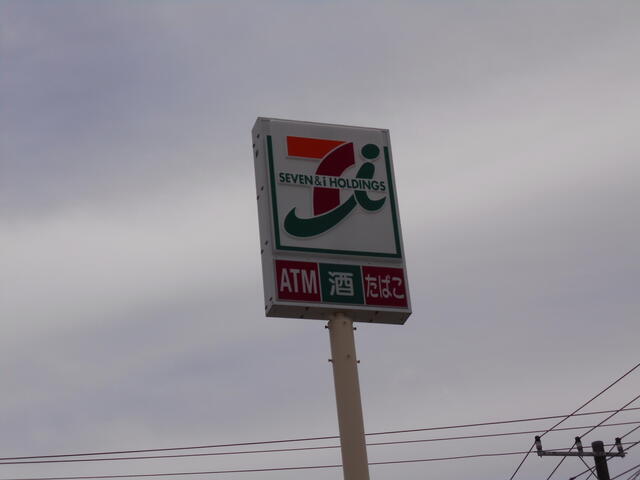 SEVEN&i HOLDINGS
ATM 酒 たばこ